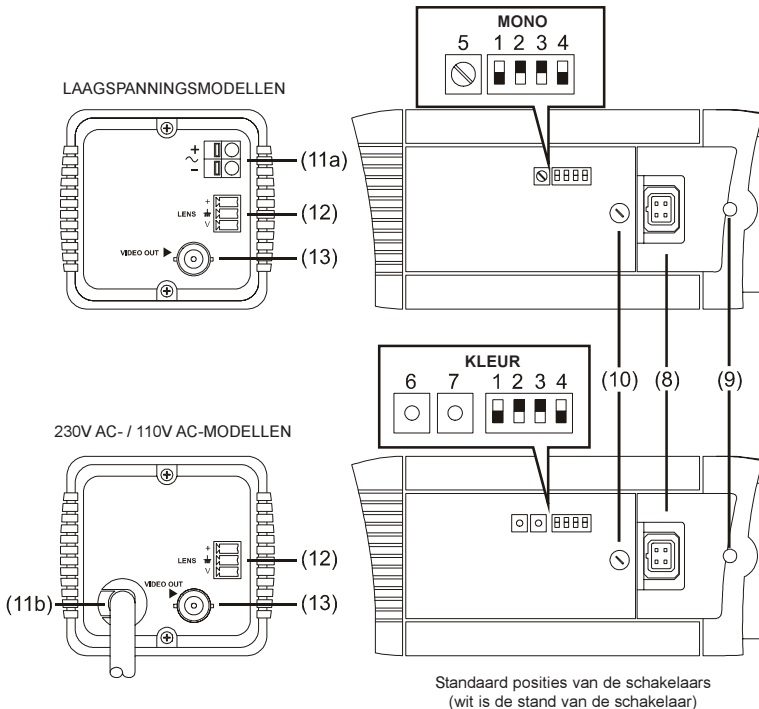 MONO
5 1 2 3 4
LAAGSPANNINGSMODELLEN
+
~
-
(11a)
+
LENS
V
(12)
VIDEO OUT
(13)
KLEUR
6 7 1 2 3 4
(10) (8) (9)
230V AC- / 110V AC-MODELLEN
+
LENS
V
(12)
VIDEO OUT
(11b)
(13)
Standaard posities van de schakelaars
(wit is de stand van de schakelaar)